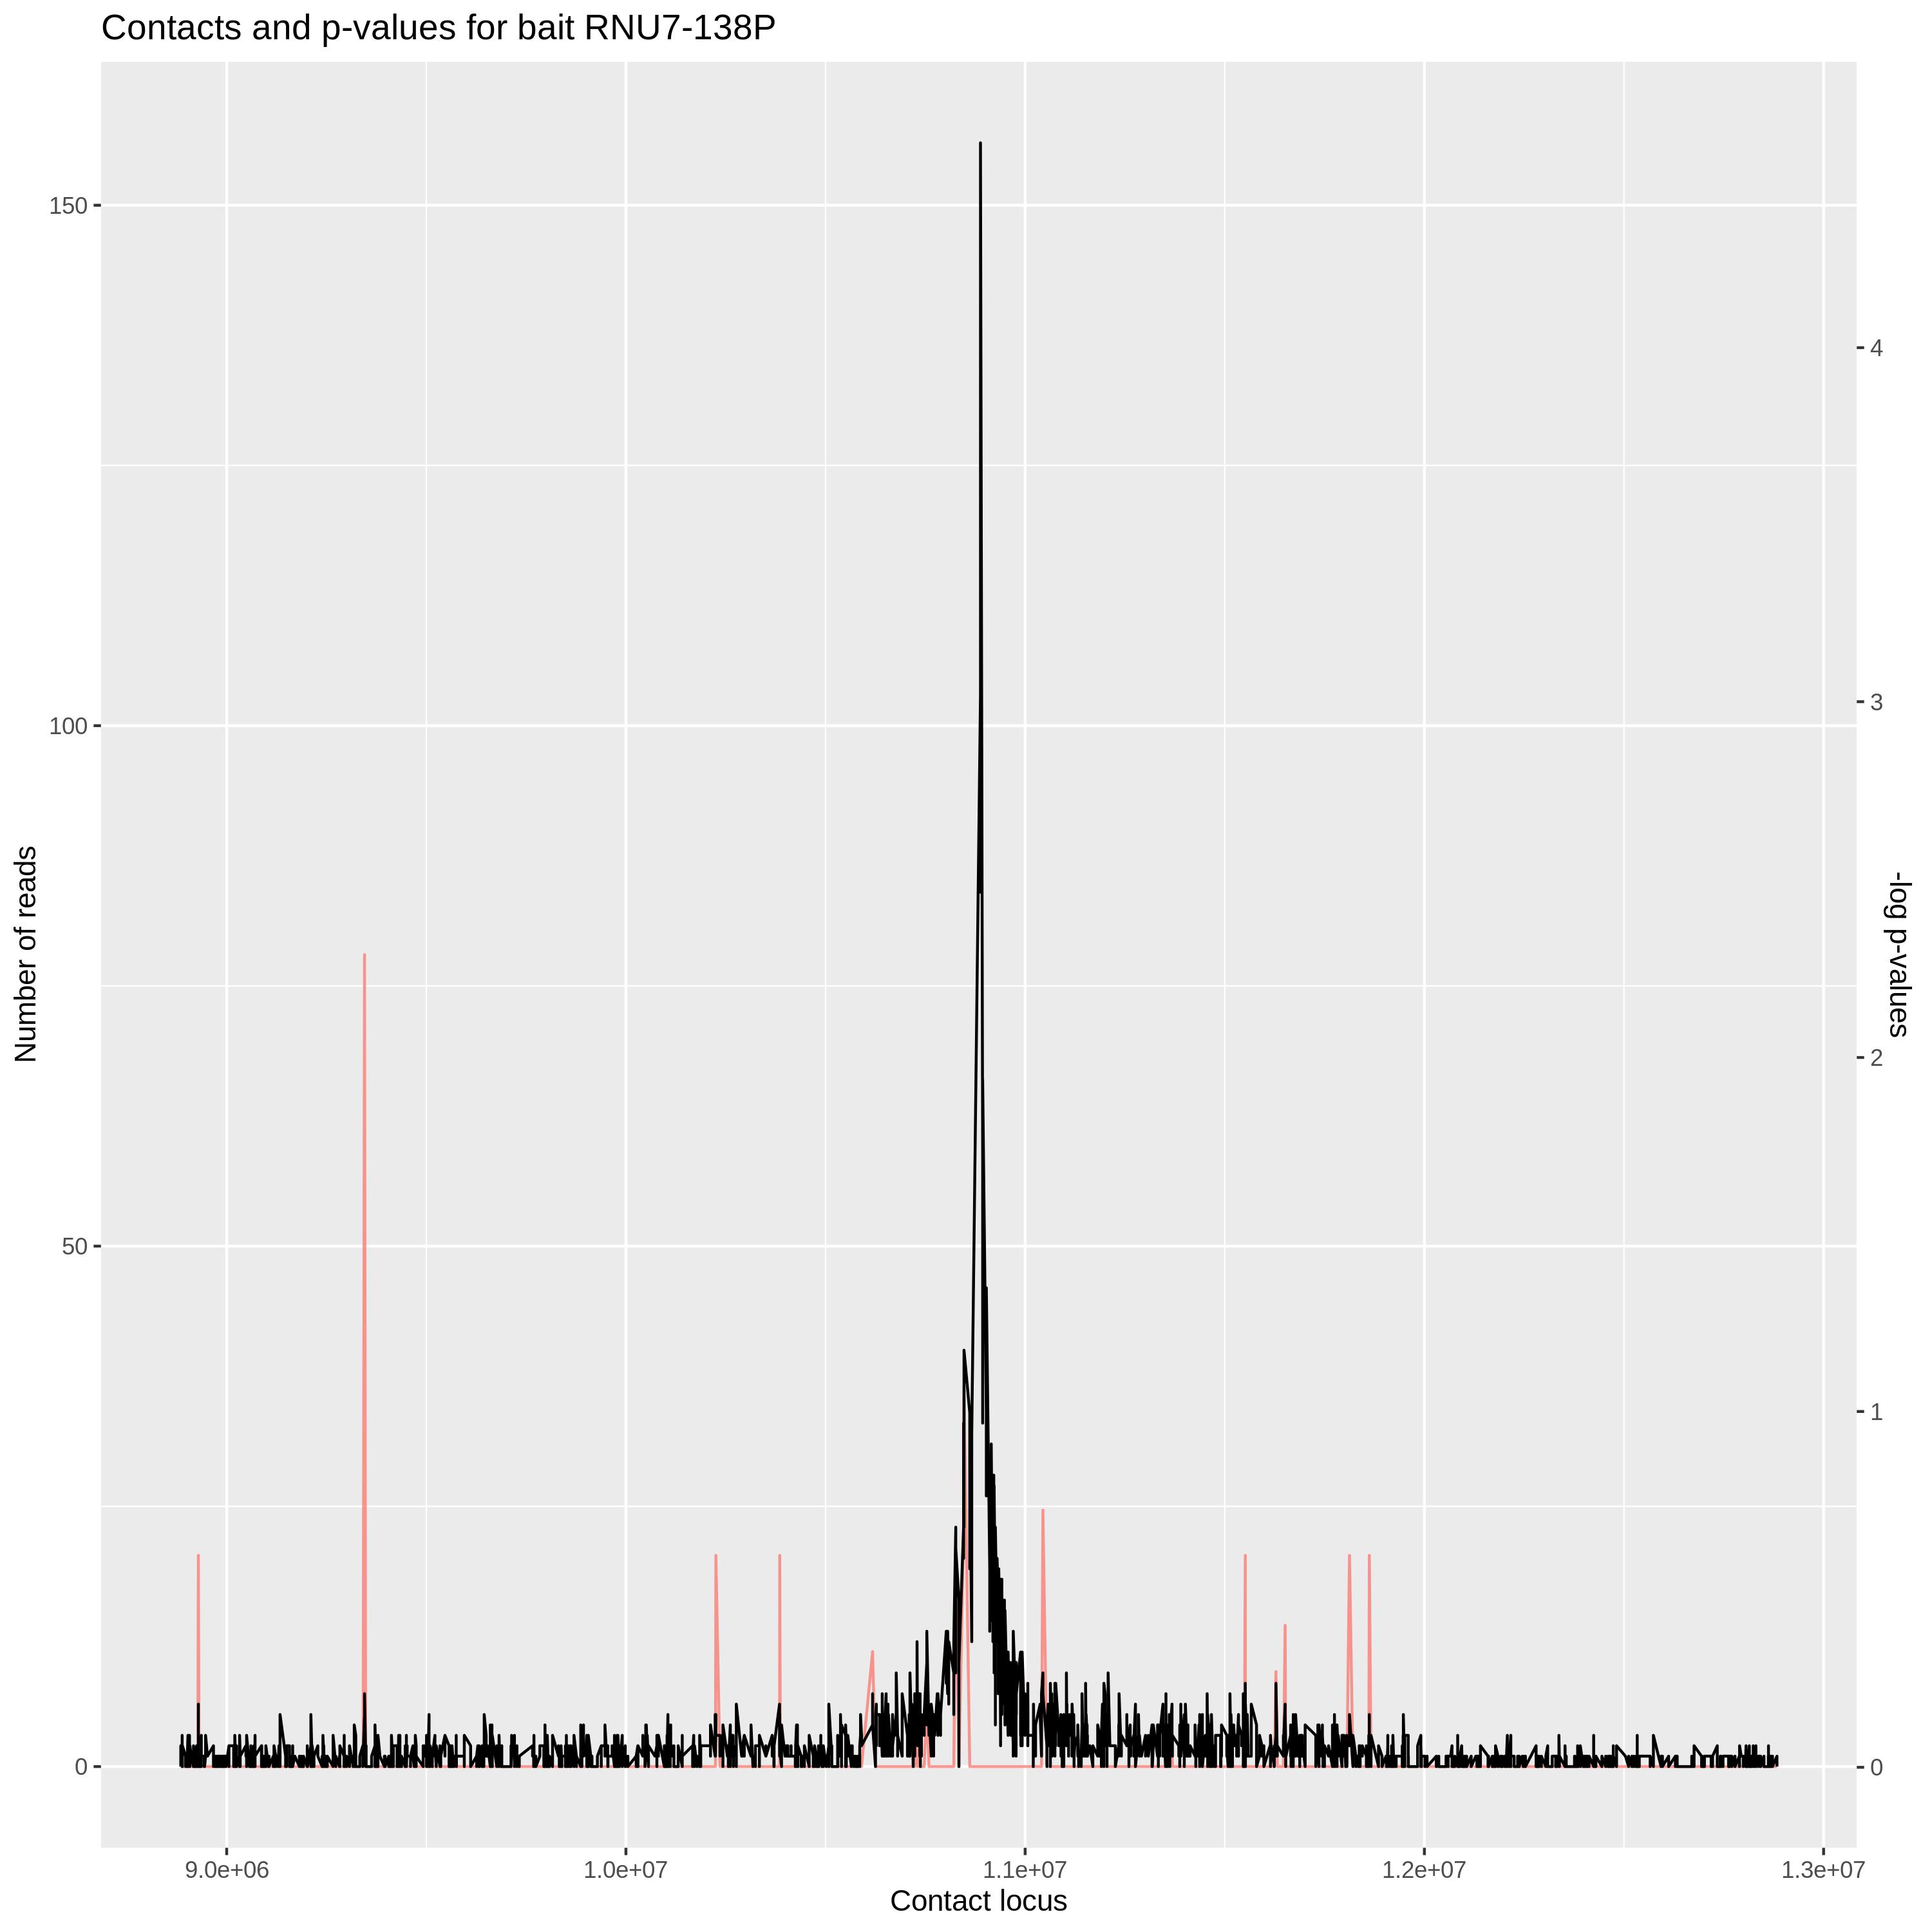 Contacts and p-values for bait RNU7-138P
150
100
50
0
Number of reads
4
3
2
1
0
-log p-values
9.0e+06
1.0e+07
1.1e+07
1.2e+07
1.3e+07
Contact locus